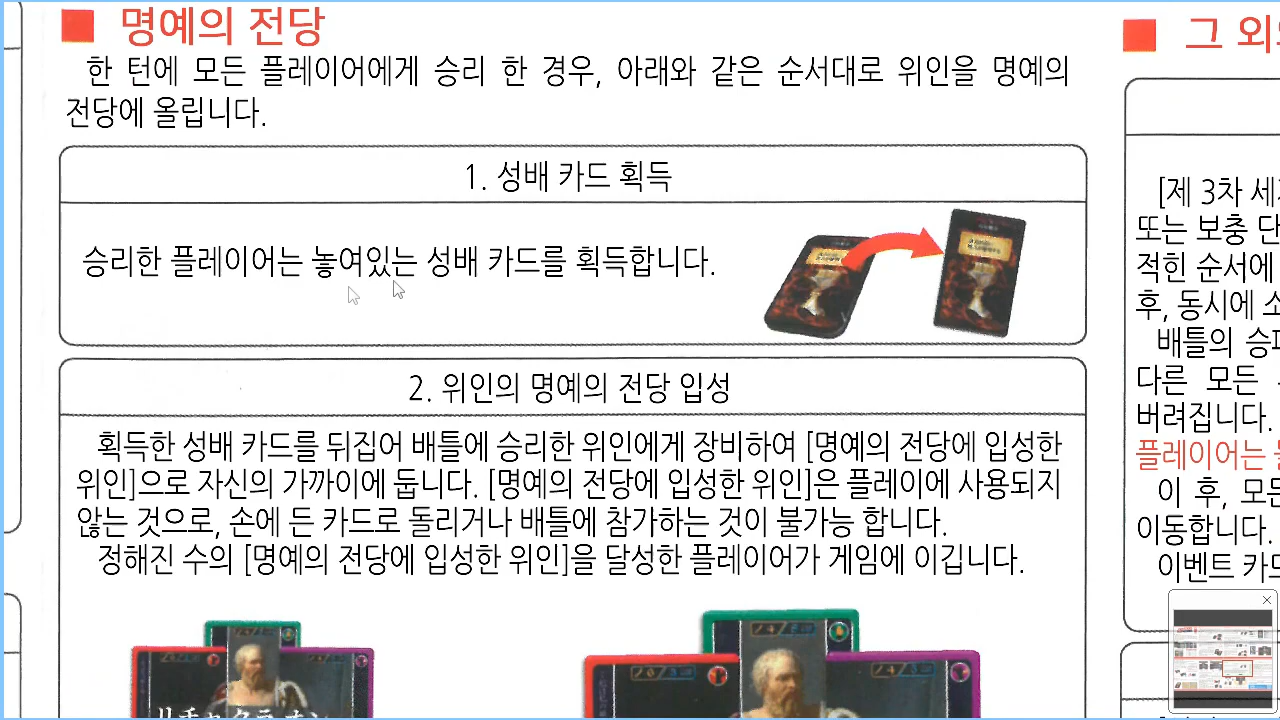 명예의 전당
한 턴에 모든 플레이어에게 승리 한 경우, 아래와 같은 순서대로 위인을 명예의
전당에 올립니다.
1. 성배 카드 획득
승리한 플레이어는 놓여있는 성배 카드를 획득합니다.
2. 위인의 명예의 전당 입성
획득한 성배 카드를 뒤집어 배틀에 승리한 위인에게 장비하여 [명예의 전당에 입성한
위인]으로 자신의 가까이에 둡니다. [명예의 전당에 입성한 위인]은 플레이에 사용되지
않는 것으로, 손에 든 카드로 돌리거나 배틀에 참가하는 것이 불가능 합니다.
정해진 수의 [명예의 전당에 입성한 위인]을 달성한 플레이어가 게임에 이깁니다.
그 외
[제 3차 세
또는 보충 단
적힌 순서에
후, 동시에 소
배틀의 승패
다른 모든
버려집니다.
플레이어는
이 후, 모든
이동합니다.
이벤트 카드